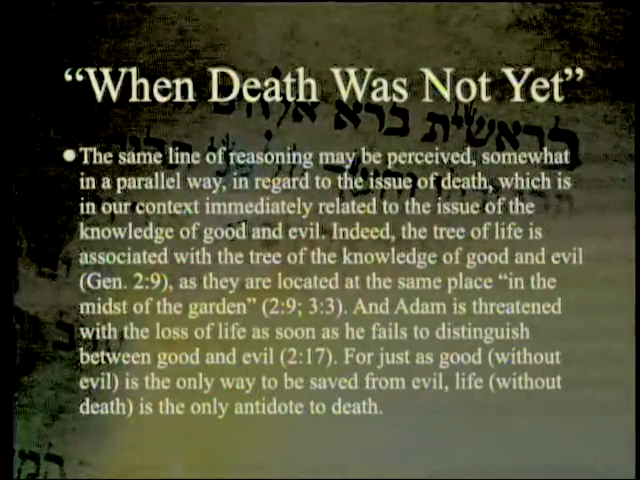 “When Death Was Not Yet”
בראשית ברא אלהים
• The same line of reasoning may be perceived, somewhat
in a parallel way, in regard to the issue of death, which is
in our context immediately related to the issue of the
knowledge of good and evil. Indeed, the tree of life is
associated with the tree of the knowledge of good and evil
(Gen. 2:9), as they are located at the same place “in the
midst of the garden” (2:9; 3:3). And Adam is threatened
with the loss of life as soon as he fails to distinguish
between good and evil (2:17). For just as good (without
evil) is the only way to be saved from evil, life (without
death) is the only antidote to death.